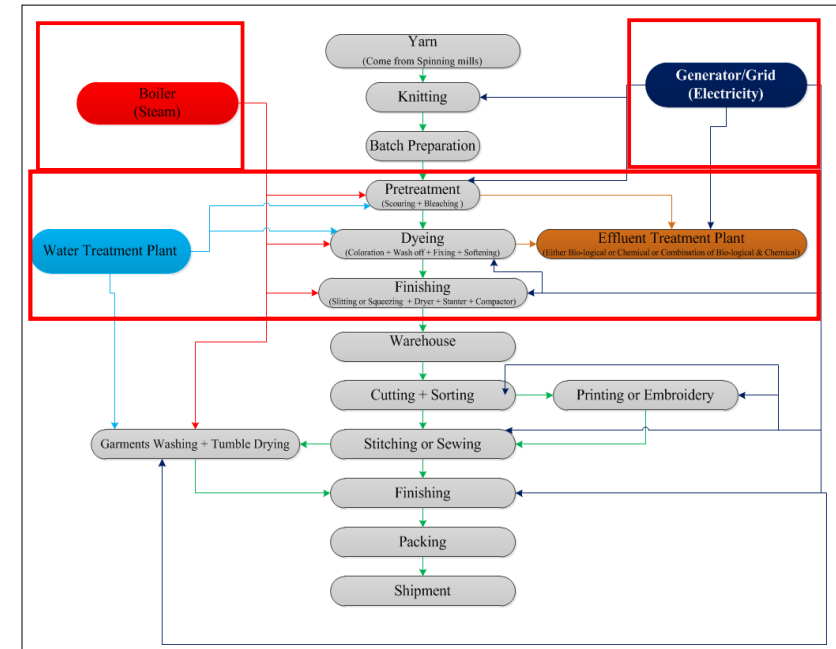 Yarn
(Come from Spinning mills)
Boiler
(Steam)
Generator/Grid
(Electricity)
Knitting
Batch Preparation
Pretreatment
(Scouring + Bleaching )
Water Treatment Plant
Dyeing
(Coloration + Wash off + Fixing + Softening)
Effluent Treatment Plant
(Either Bio-logical or Chemical or Combination of Bio-logical & Chemical)
Finishing
(Slitting or Squeezing + Dryer + Stanter + Compactor)
Warehouse
Cutting + Sorting
Printing or Embroidery
Garments Washing + Tumble Drying
Stitching or Sewing
Finishing
Packing
Shipment